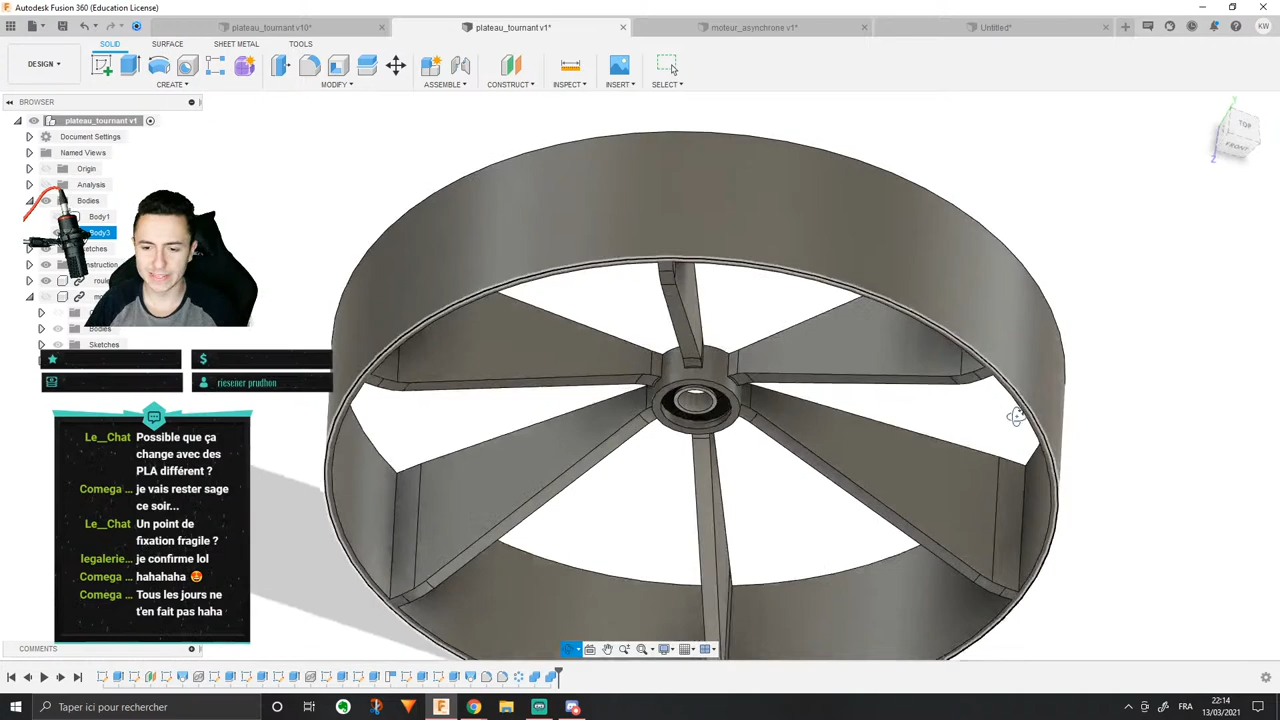 Autodesk Fusion 360 (Education License)
plateau_tournant v10*
plateau_tournant v1*
moteur_asynchrone v1*
Untitled*
KW
SOLID SURFACE SHEET METAL TOOLS
DESIGN
CREATE
MODIFY
ASSEMBLE
CONSTRUCT
INSPECT
INSERT
SELECT
BROWSER
plateau_tournant v1
Document Settings
Named Views
Origin
Analysis
Bodies
Body1
Body3
Bodies
Sketches
TOP
FRONT
Z
riesener prudhon
Le__Chat Possible que ça
change avec des
PLA différent ?
Comega ... je vais rester sage
ce soir...
Le__Chat Un point de
fixation fragile ?
legalerie... je confirme lol
Comega ... hahahaha 🤩
Comega ... Tous les jours ne
t'en fait pas haha
COMMENTS
Taper ici pour rechercher
FRA
22:14
13/03/2021